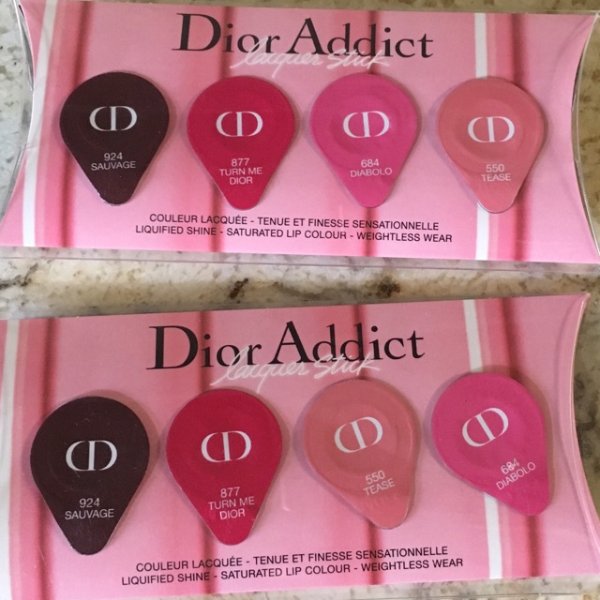 Dior Addict
lacquer stick
CD
924
SAUVAGE
CD
877
TURN ME
DIOR
CD
684
DIABOLO
CD
550
TEASE
COULEUR LACQUÉE - TENUE ET FINESSE SENSATIONNELLE
LIQUIFIED SHINE - SATURATED LIP COLOUR - WEIGHTLESS WEAR
Dior Addict
lacquer stick
CD
924
SAUVAGE
CD
877
TURN ME
DIOR
CD
550
TEASE
CD
684
DIABOLO
COULEUR LACQUÉE - TENUE ET FINESSE SENSATIONNELLE
LIQUIFIED SHINE - SATURATED LIP COLOUR - WEIGHTLESS WEAR